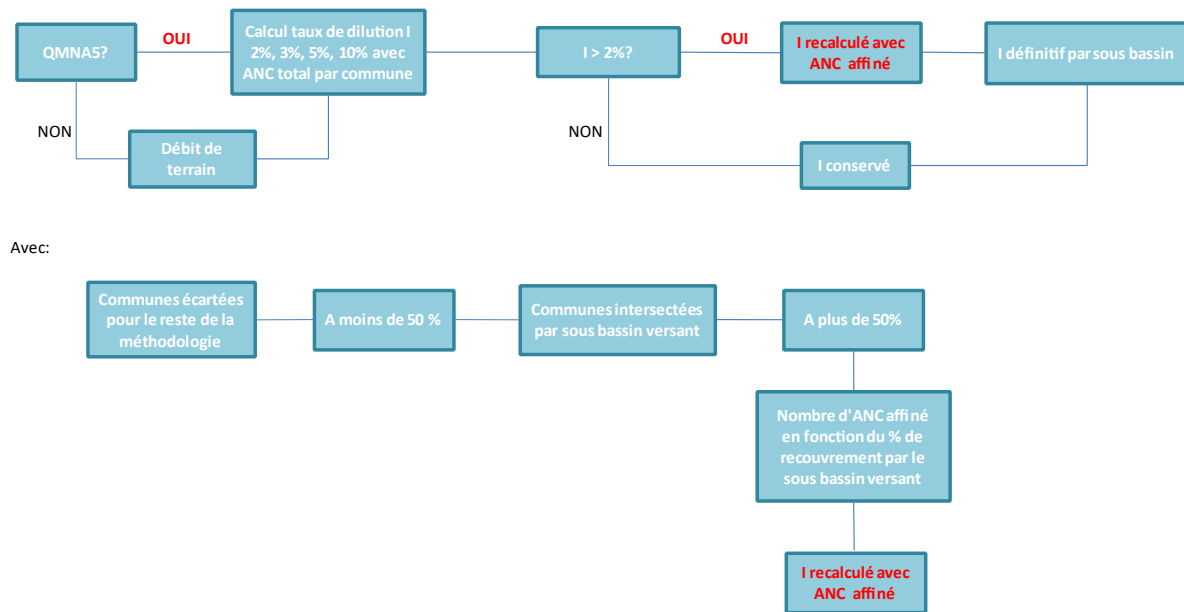 QMNA5?
OUI
Calcul taux de dilution I
2%, 3%, 5%, 10% avec
ANC total par commune
I > 2%?
OUI
I recalculé avec
ANC affiné
I définitif par sous bassin
NON
Débit de
terrain
NON
I conservé
Avec:
Communes écartées
pour le reste de la
méthodologie
A moins de 50 %
Communes intersectées
par sous bassin versant
A plus de 50%
Nombre d'ANC affiné
en fonction du % de
recouvrement par le
sous bassin versant
I recalculé avec
ANC affiné